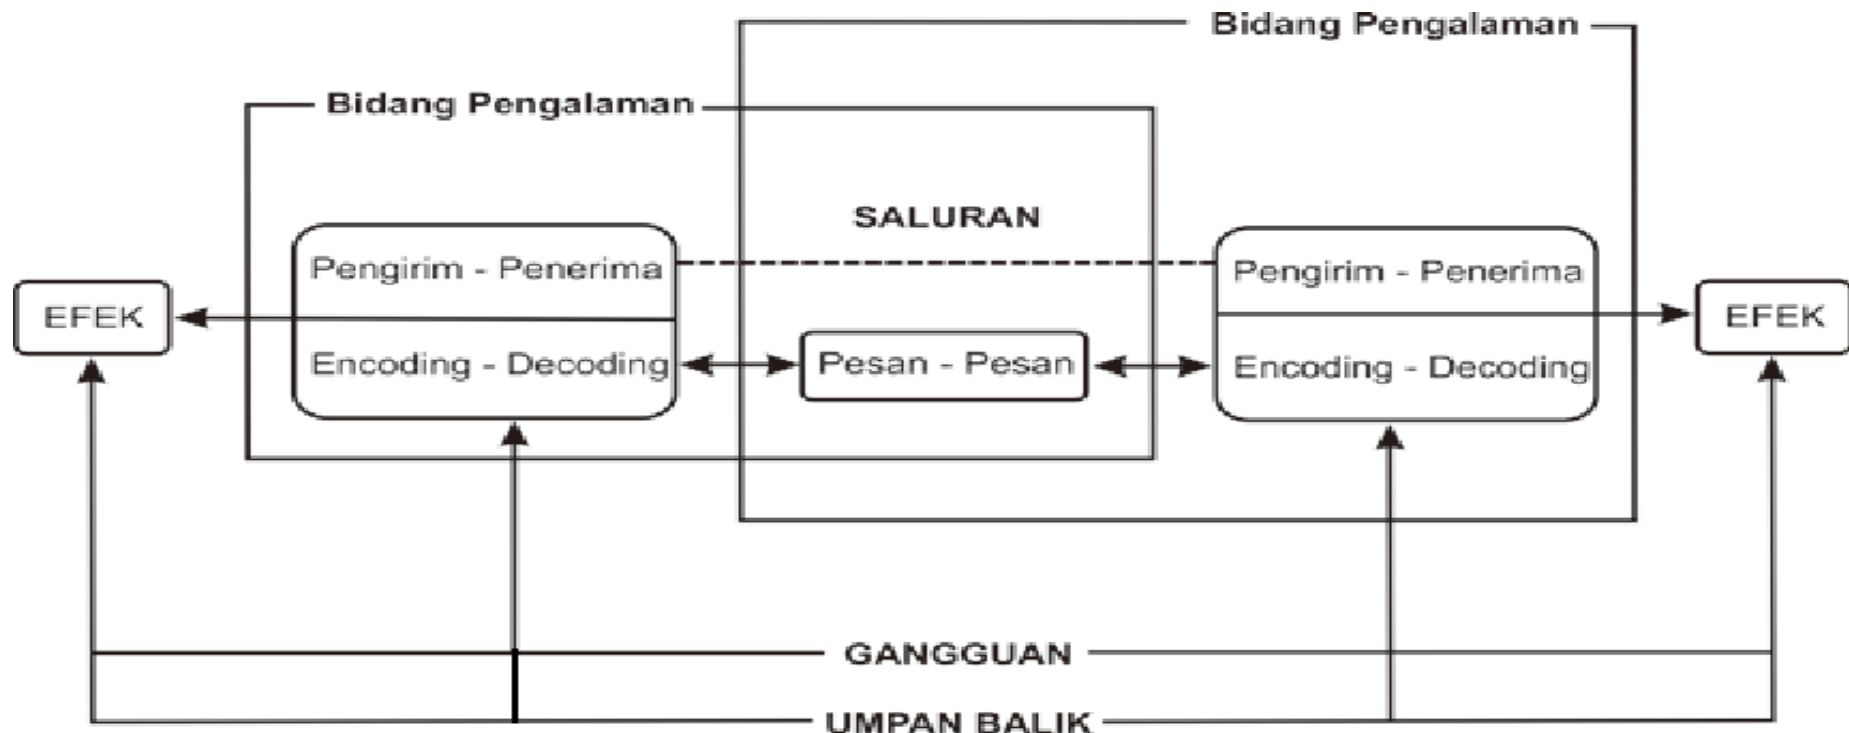 Bidang Pengalaman
Bidang Pengalaman
SALURAN
Pengirim - Penerima
Pengirim - Penerima
EFEK
EFEK
Encoding - Decoding
Pesan - Pesan
Encoding - Decoding
GANGGUAN
UMPAN BALIK